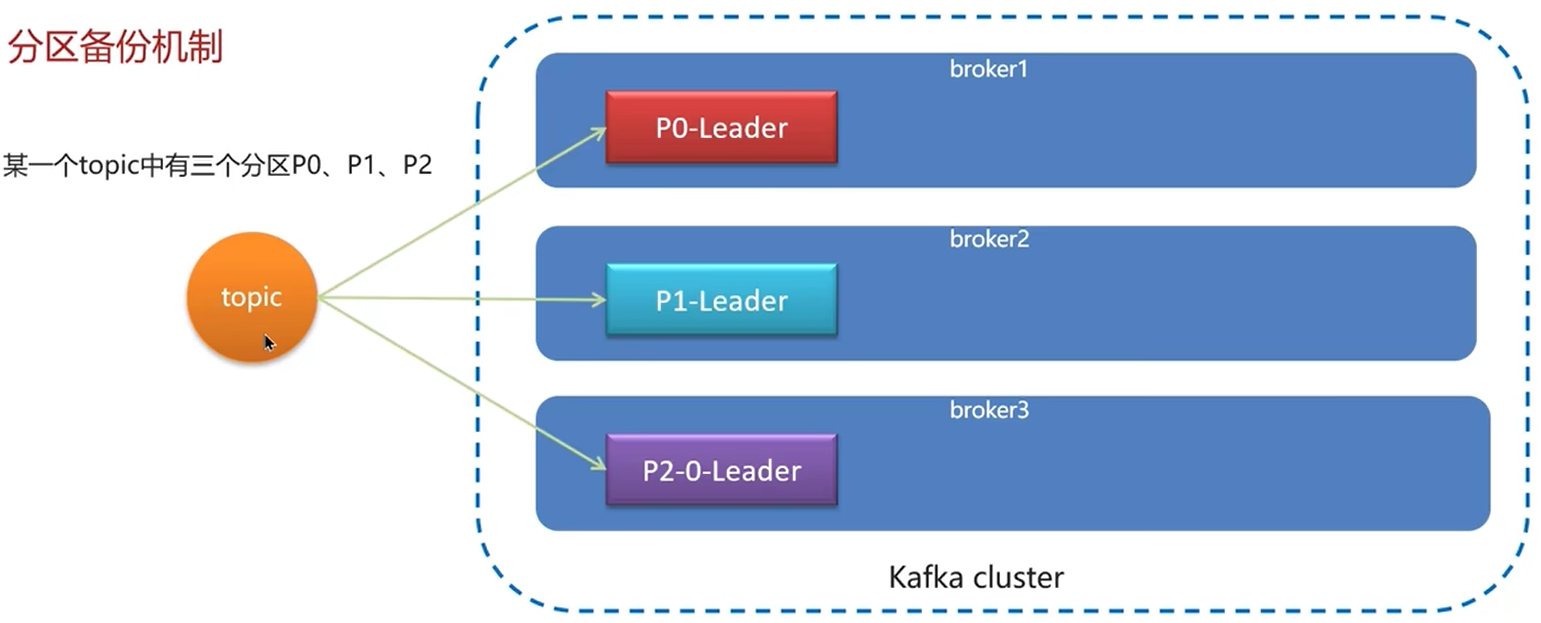 分区备份机制
某一个topic中有三个分区P0、P1、P2
topic
broker1
P0-Leader
broker2
P1-Leader
broker3
P2-0-Leader
Kafka cluster